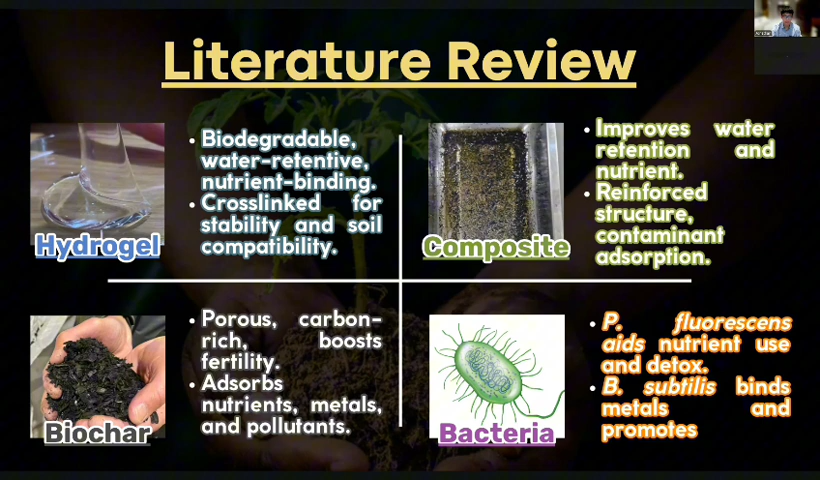 Literature Review
Biodegradable,
water-retentive,
nutrient-binding.
Crosslinked for
stability and soil
compatibility.
Hydrogel
Improves water
retention and
nutrient.
Reinforced
structure,
contaminant
adsorption.
Composite
Porous, carbon-
rich, boosts
fertility.
Adsorbs
nutrients, metals,
and pollutants.
Biochar
P. fluorescens
aids nutrient use
and detox.
B. subtilis binds
metals and
promotes
Bacteria